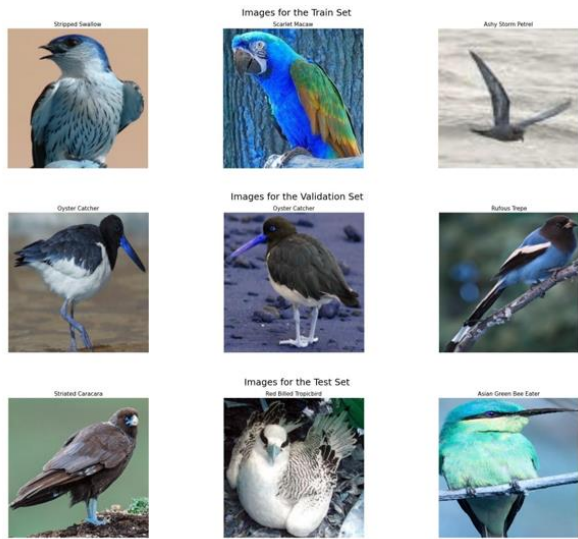 Images for the Train Set
Stripped Swallow
Scarlet Macaw
Ashy Storm Petrel
Images for the Validation Set
Oyster Catcher
Oyster Catcher
Rufous Trepe
Images for the Test Set
Striated Caracara
Red Billed Tropicbird
Asian Green Bee Eater